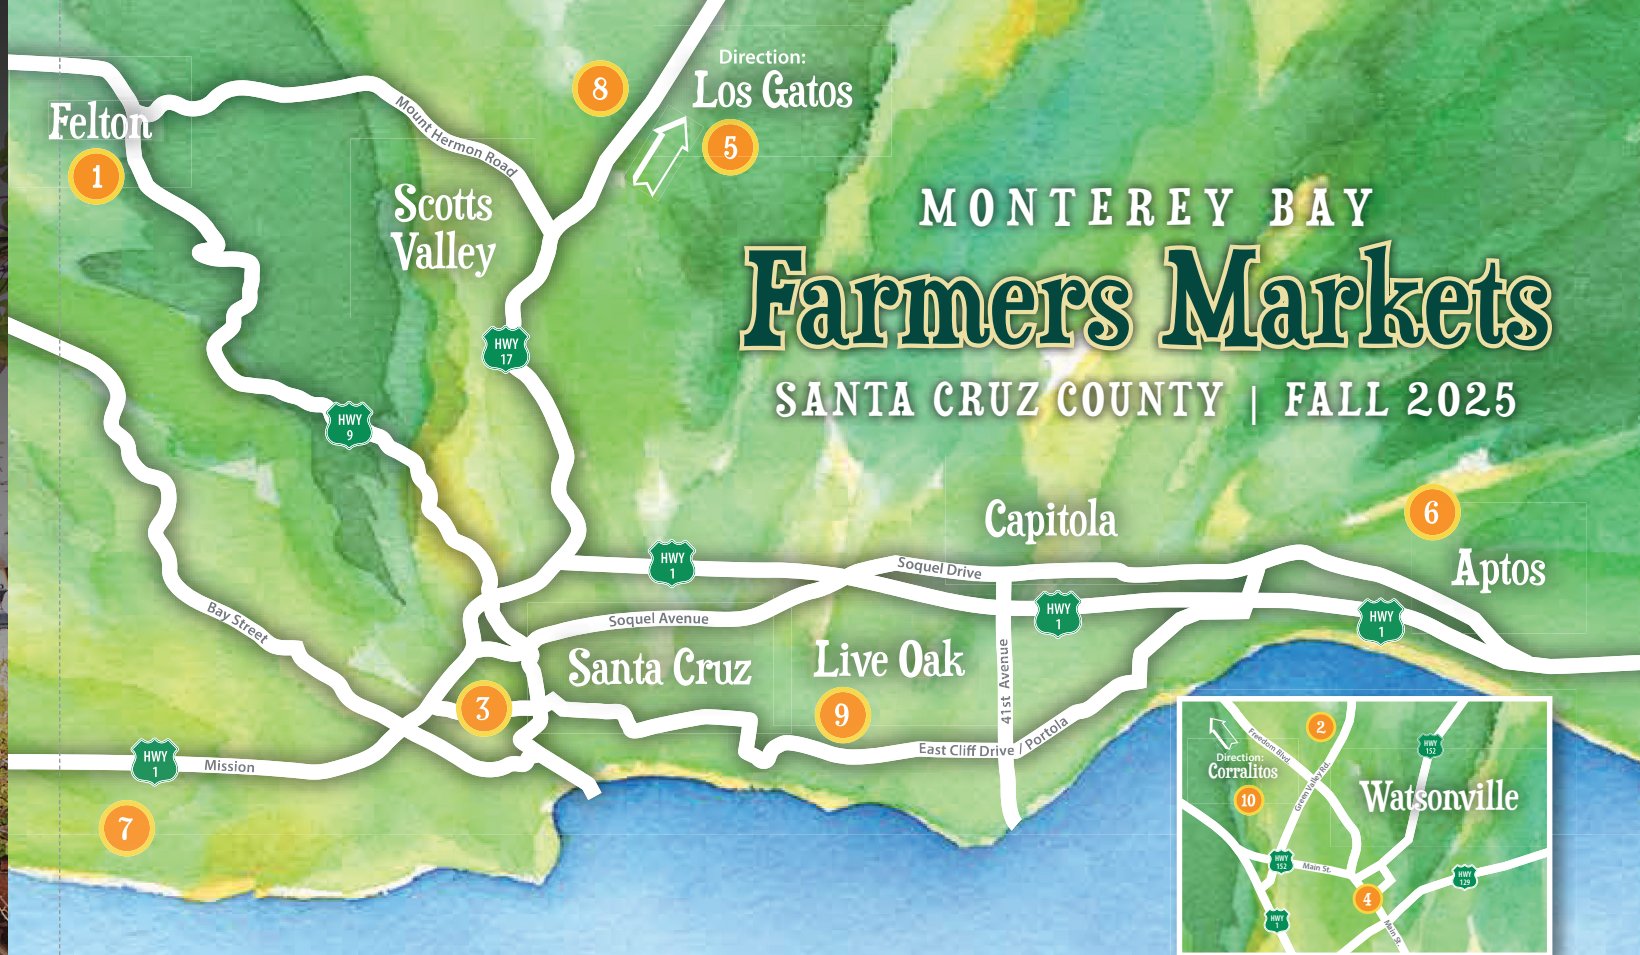 Direction:
Los Gatos
8
5
Felton
1
Mount Hermon Road
Scotts
Valley
MONTEREY BAY
Farmers Markets
SANTA CRUZ COUNTY | FALL 2025
HWY
17
HWY
9
Capitola
6
Aptos
HWY
1
Soquel Drive
HWY
1
HWY
1
Bay Street
Soquel Avenue
Santa Cruz
Live Oak
41st Avenue
3
9
East Cliff Drive / Portola
HWY
1
Mission
7
2
Freedom Blvd.
Direction:
Corralitos
10
Green Valley Rd.
HWY
152
Watsonville
HWY
152
Main St.
HWY
129
4
HWY
1
Main St.